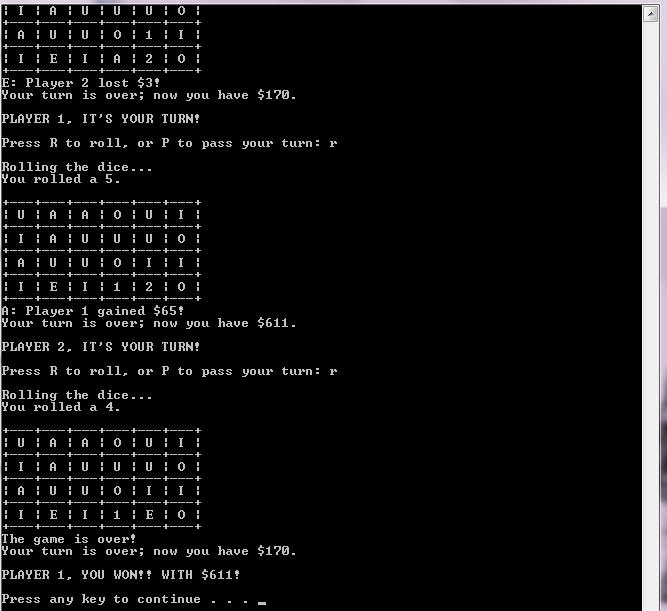 ¦ I ¦ A ¦ U ¦ U ¦ U ¦ O ¦
+---+---+---+---+---+---+
¦ A ¦ U ¦ U ¦ O ¦ 1 ¦ I ¦
+---+---+---+---+---+---+
¦ I ¦ E ¦ I ¦ A ¦ 2 ¦ O ¦
+---+---+---+---+---+---+
E: Player 2 lost $3!
Your turn is over; now you have $170.
PLAYER 1, IT'S YOUR TURN!
Press R to roll, or P to pass your turn: r
Rolling the dice...
You rolled a 5.
+---+---+---+---+---+---+
¦ U ¦ A ¦ A ¦ O ¦ U ¦ I ¦
+---+---+---+---+---+---+
¦ I ¦ A ¦ U ¦ U ¦ U ¦ O ¦
+---+---+---+---+---+---+
¦ A ¦ U ¦ U ¦ O ¦ I ¦ I ¦
+---+---+---+---+---+---+
¦ I ¦ E ¦ I ¦ 1 ¦ 2 ¦ O ¦
+---+---+---+---+---+---+
A: Player 1 gained $65!
Your turn is over; now you have $611.
PLAYER 2, IT'S YOUR TURN!
Press R to roll, or P to pass your turn: r
Rolling the dice...
You rolled a 4.
+---+---+---+---+---+---+
¦ U ¦ A ¦ A ¦ O ¦ U ¦ I ¦
+---+---+---+---+---+---+
¦ I ¦ A ¦ U ¦ U ¦ U ¦ O ¦
+---+---+---+---+---+---+
¦ A ¦ U ¦ U ¦ O ¦ I ¦ I ¦
+---+---+---+---+---+---+
¦ I ¦ E ¦ I ¦ 1 ¦ E ¦ O ¦
+---+---+---+---+---+---+
The game is over!
Your turn is over; now you have $170.
PLAYER 1, YOU WON!! WITH $611!
Press any key to continue . . . _